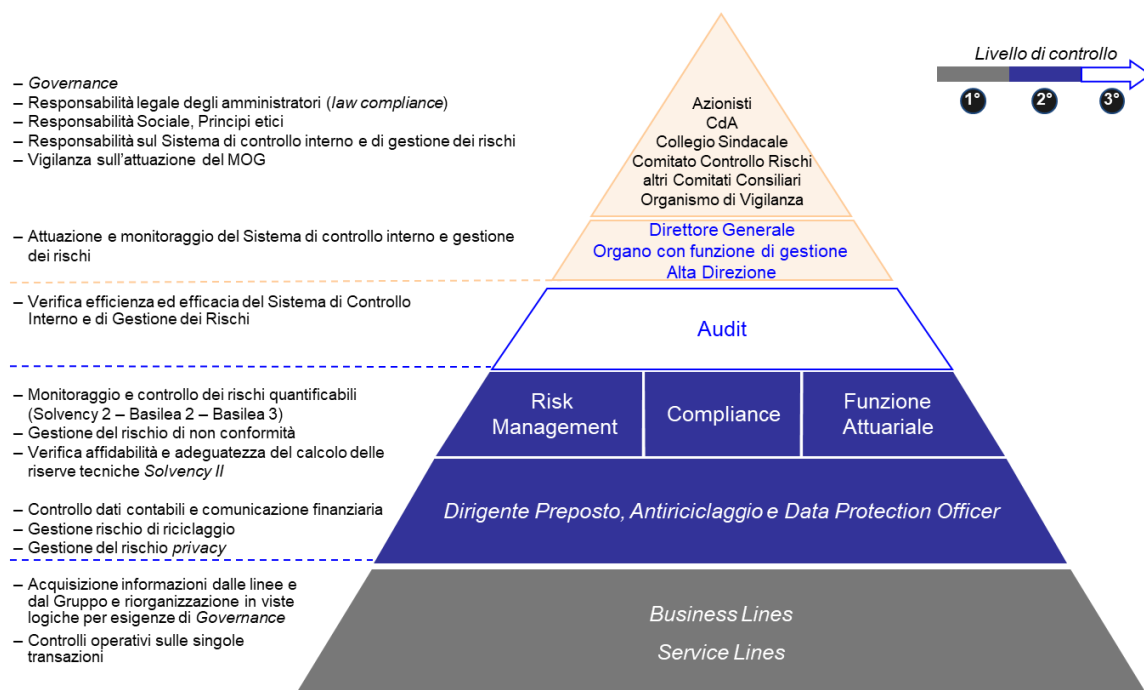 Livello di controllo
1° 2° 3°
– Governance
– Responsabilità legale degli amministratori (law compliance)
– Responsabilità Sociale, Principi etici
– Responsabilità sul Sistema di controllo interno e di gestione dei rischi
– Vigilanza sull'attuazione del MOG
Azionisti
CdA
Collegio Sindacale
Comitato Controllo Rischi
altri Comitati Consiliari
Organismo di Vigilanza
– Attuazione e monitoraggio del Sistema di controllo interno e gestione
dei rischi
Direttore Generale
Organo con funzione di gestione
Alta Direzione
– Verifica efficienza ed efficacia del Sistema di Controllo
Interno e di Gestione dei Rischi
Audit
– Monitoraggio e controllo dei rischi quantificabili
(Solvency 2 – Basilea 2 – Basilea 3)
– Gestione del rischio di non conformità
– Verifica affidabilità e adeguatezza del calcolo delle
riserve tecniche Solvency II
Risk
Management
Compliance
Funzione
Attuariale
– Controllo dati contabili e comunicazione finanziaria
– Gestione rischio di riciclaggio
– Gestione del rischio privacy
Dirigente Preposto, Antiriciclaggio e Data Protection Officer
– Acquisizione informazioni dalle linee e
dal Gruppo e riorganizzazione in viste
logiche per esigenze di Governance
– Controlli operativi sulle singole
transazioni
Business Lines
Service Lines